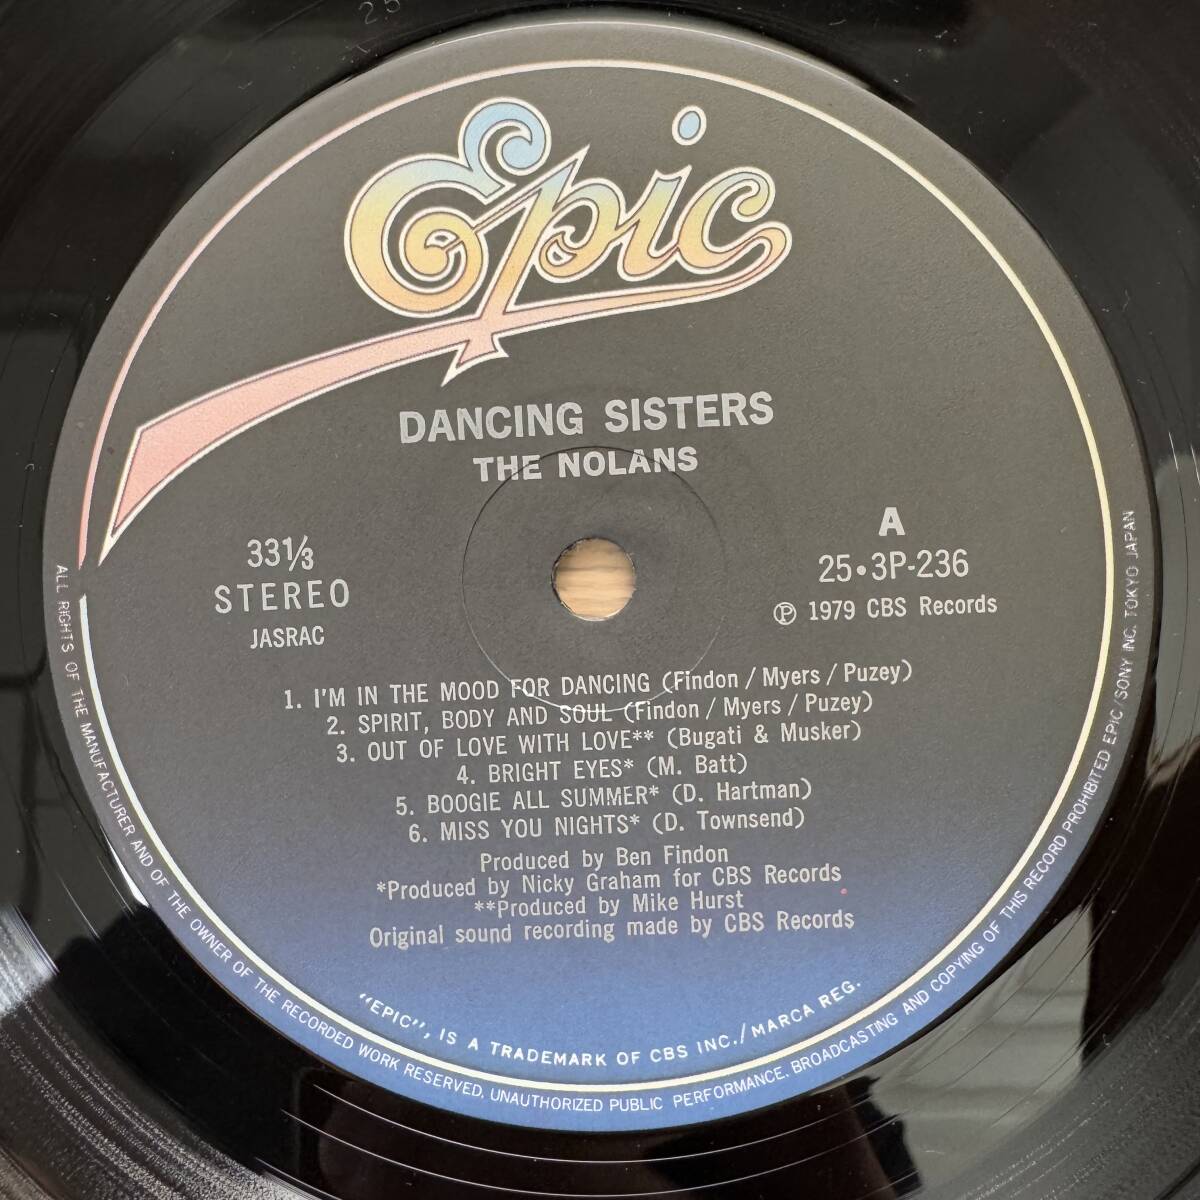 2.5
Epic
DANCING SISTERS
THE NOLANS
33⅓
STEREO
JASRAC
A
25•3P-236
Ⓟ 1979 CBS Records
1. I'M IN THE MOOD FOR DANCING (Findon / Myers / Puzey)
2. SPIRIT, BODY AND SOUL (Findon / Myers / Puzey)
3. OUT OF LOVE WITH LOVE** (Bugati & Musker)
4. BRIGHT EYES* (M. Batt)
5. BOOGIE ALL SUMMER* (D. Hartman)
6. MISS YOU NIGHTS* (D. Townsend)
Produced by Ben Findon
*Produced by Nicky Graham for CBS Records
**Produced by Mike Hurst
Original sound recording made by CBS Records
"EPIC", IS A TRADEMARK OF CBS INC./MARCA REG.
ALL RIGHTS OF THE MANUFACTURER AND OF THE OWNER OF THE RECORDED WORK RESERVED. UNAUTHORIZED PUBLIC PERFORMANCE. BROADCASTING AND COPYING OF THIS RECORD PROHIBITED EPIC/SONY INC. TOKYO JAPAN